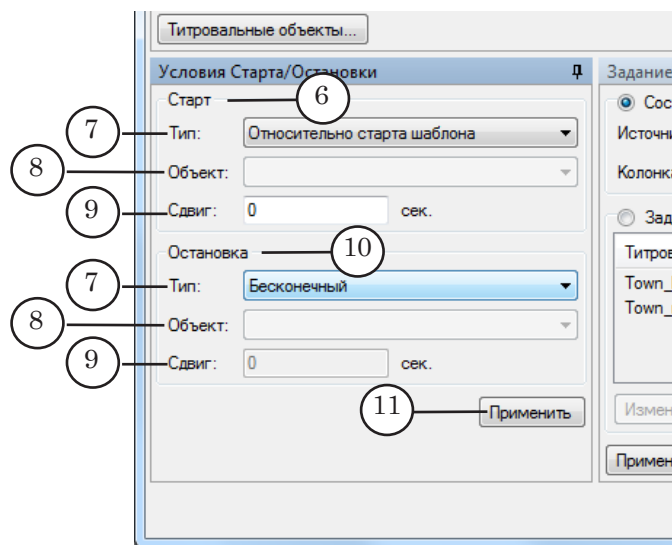 Титровальные объекты...
Условия Старта/Остановки
Старт
6
7
Тип:
Относительно старта шаблона
8
Объект:
9
Сдвиг:
0
сек.
Остановка
10
7
Тип:
Бесконечный
8
Объект:
9
Сдвиг:
0
сек.
11
Применить
Задание
Сос
Источни
Колонка
Зад
Титров
Town_
Town_
Измен
Примен